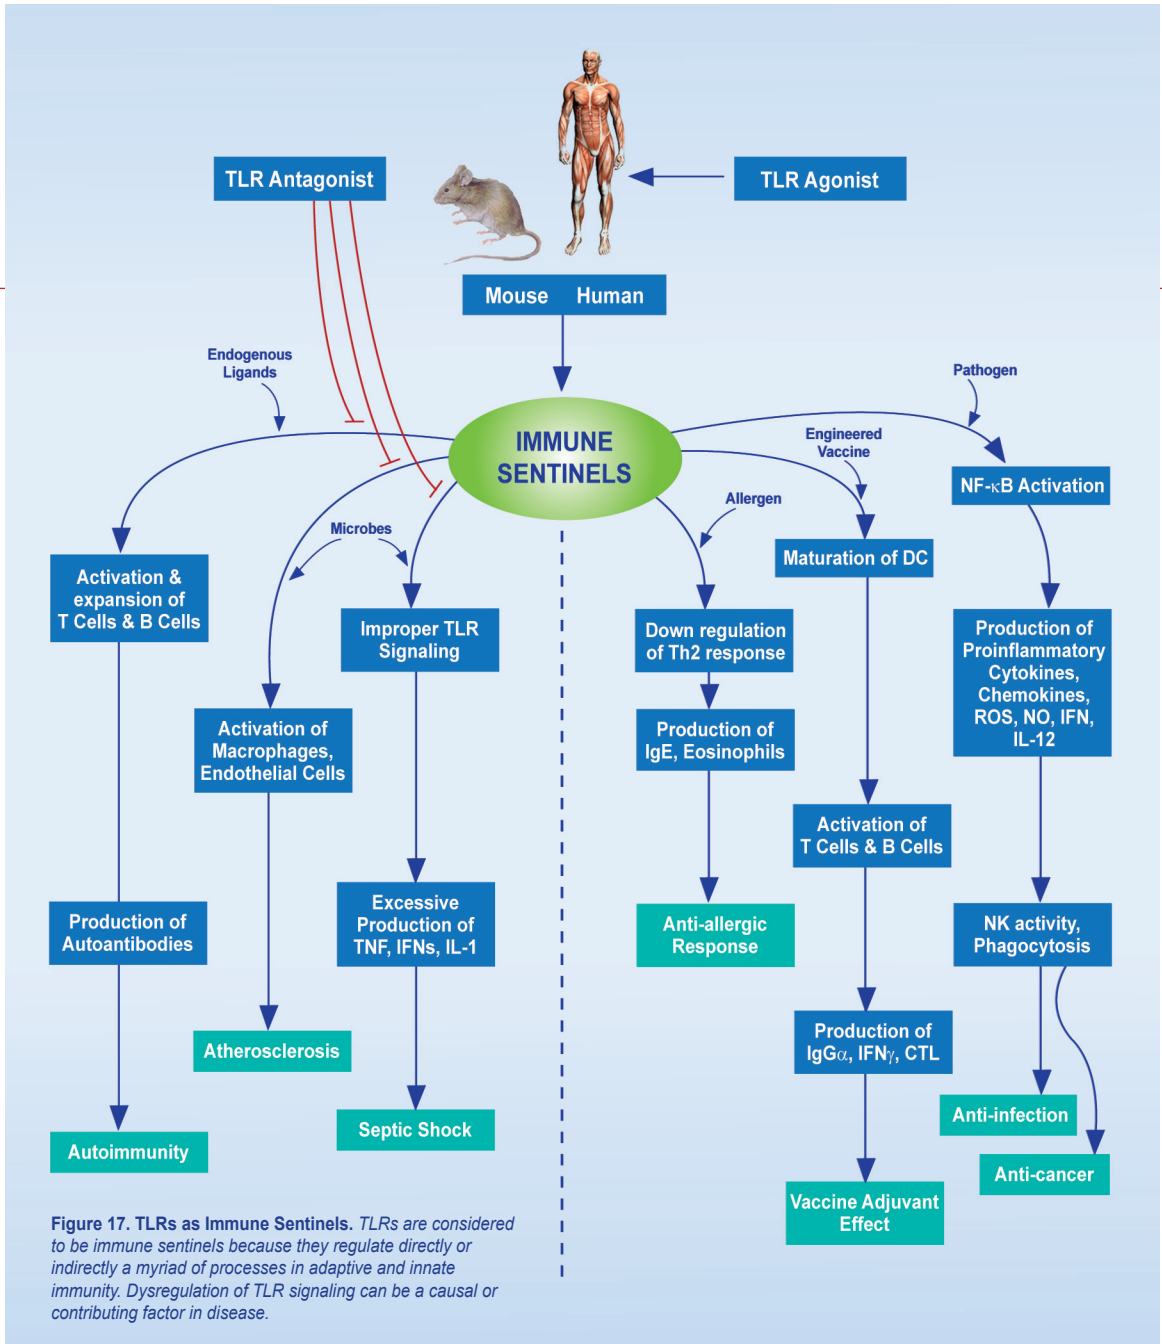 TLR Antagonist
TLR Agonist
Mouse Human
Endogenous
Ligands
Pathogen
IMMUNE
SENTINELS
Engineered
Vaccine
NF-κB Activation
Allergen
Microbes
Maturation of DC
Activation &
expansion of
T Cells & B Cells
Improper TLR
Signaling
Down regulation
of Th2 response
Production of
Proinflammatory
Cytokines,
Chemokines,
ROS, NO, IFN,
IL-12
Activation of
Macrophages,
Endothelial Cells
Production of
IgE, Eosinophils
Activation of
T Cells & B Cells
Production of
Autoantibodies
Excessive
Production of
TNF, IFNs, IL-1
Anti-allergic
Response
NK activity,
Phagocytosis
Atherosclerosis
Production of
IgGα, IFNγ, CTL
Septic Shock
Anti-infection
Autoimmunity
Anti-cancer
Vaccine Adjuvant
Effect
Figure 17. TLRs as Immune Sentinels. TLRs are considered
to be immune sentinels because they regulate directly or
indirectly a myriad of processes in adaptive and innate
immunity. Dysregulation of TLR signaling can be a causal or
contributing factor in disease.